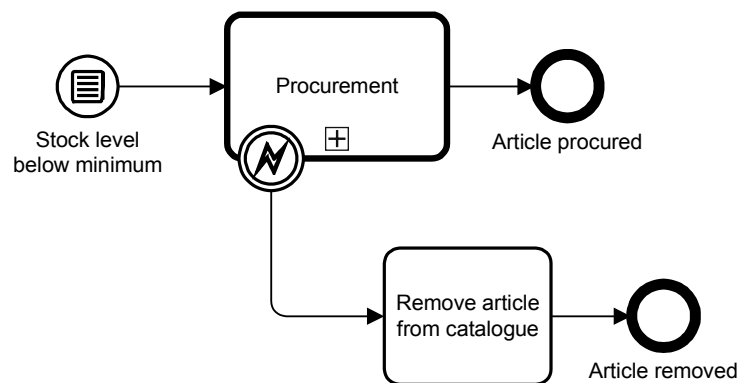 Procurement
Stock level
below minimum
Article procured
Remove article
from catalogue
Article removed